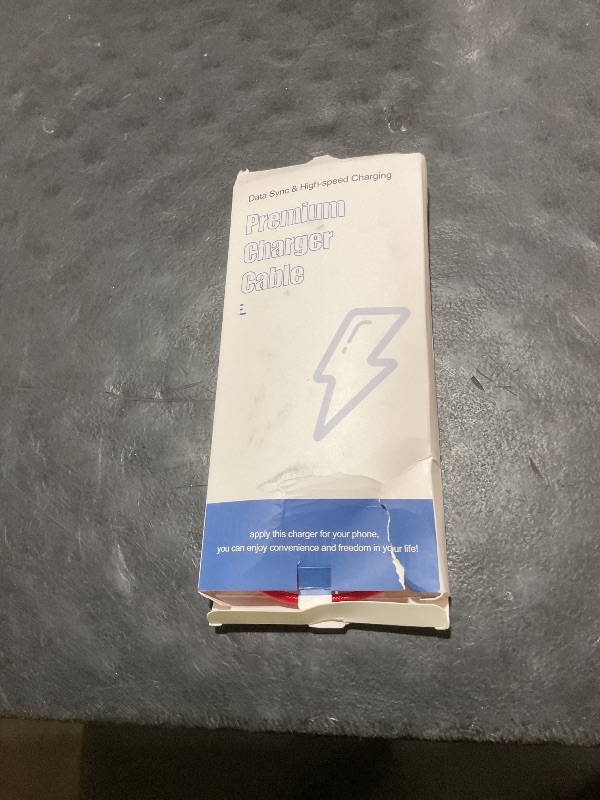 Data Sync & High-speed Charging
Premium
Charger
Cable
apply this charger for your phone,
you can enjoy convenience and freedom in your life!